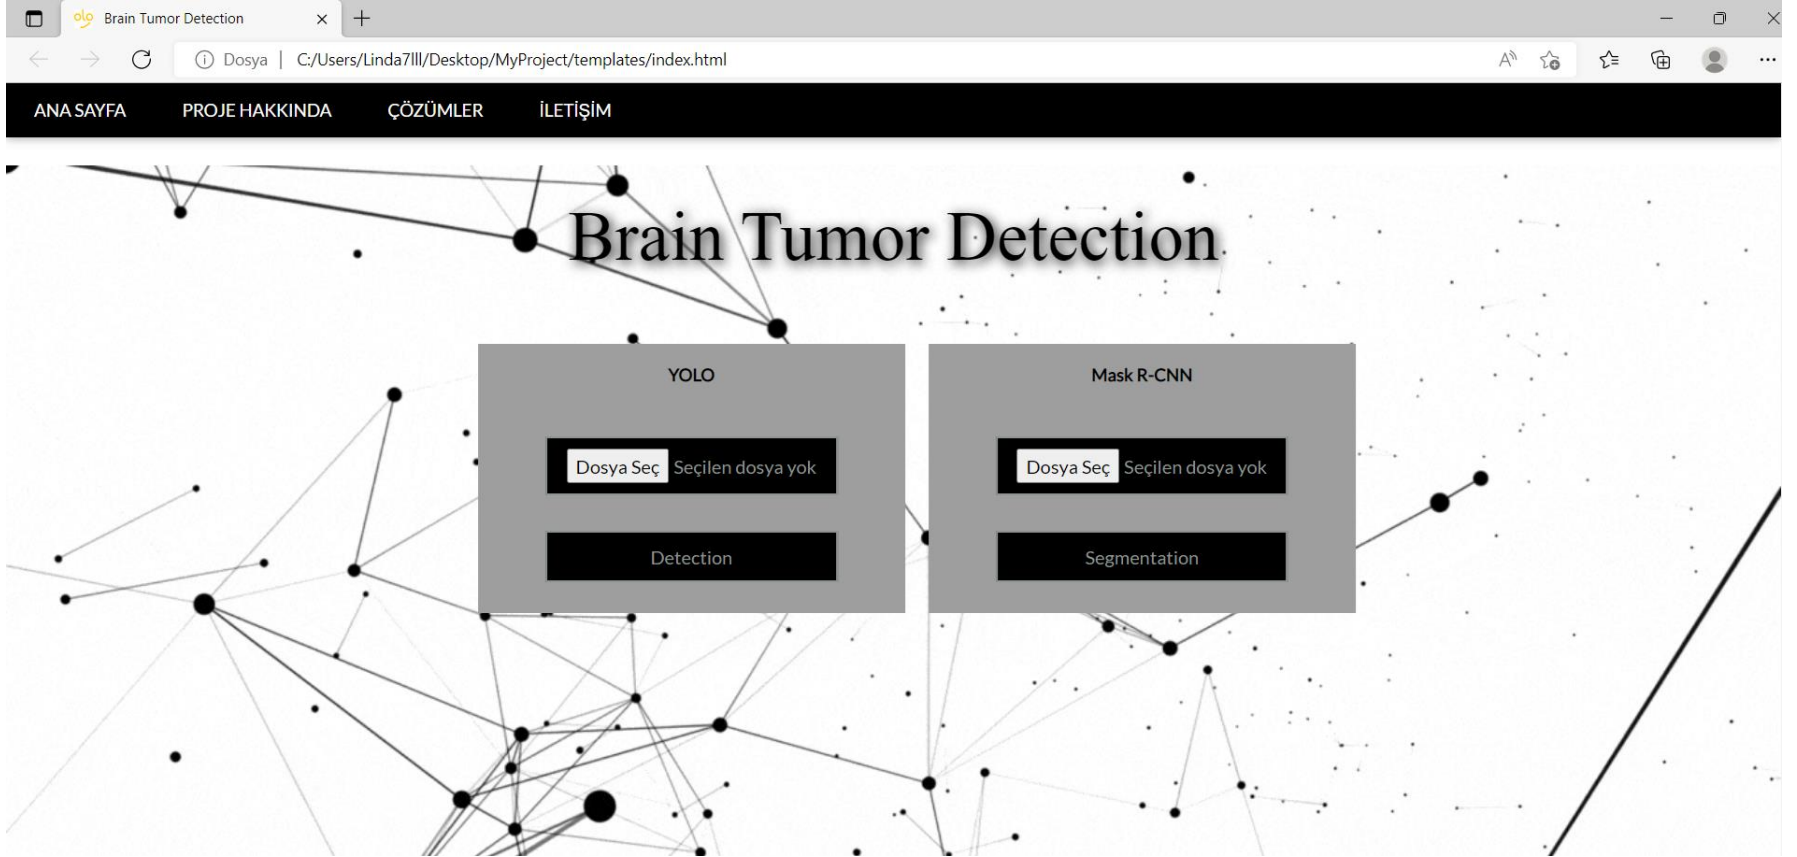 olo Brain Tumor Detection
Dosya | C:/Users/Linda7lll/Desktop/MyProject/templates/index.html
ANA SAYFA PROJE HAKKINDA ÇÖZÜMLER İLETİŞİM
Brain Tumor Detection
YOLO
Dosya Seç Seçilen dosya yok
Detection
Mask R-CNN
Dosya Seç Seçilen dosya yok
Segmentation